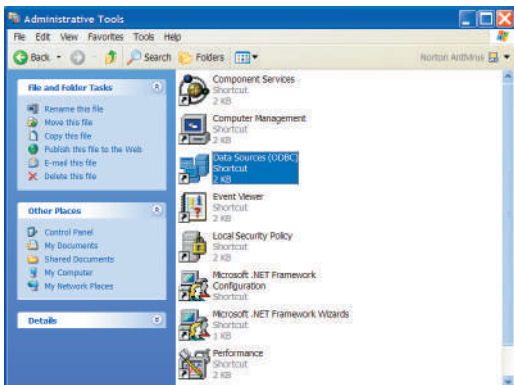 Administrative Tools
File Edit View Favorites Tools Help
Back Search Folders Norton AntiVirus
File and Folder Tasks
Rename this file
Move this file
Copy this file
Publish this file to the Web
E-mail this file
Delete this file
Other Places
Control Panel
My Documents
Shared Documents
My Computer
My Network Places
Details
Component Services
Shortcut
2 KB
Computer Management
Shortcut
2 KB
Data Sources (ODBC)
Shortcut
2 KB
Event Viewer
Shortcut
2 KB
Local Security Policy
Shortcut
2 KB
Microsoft .NET Framework
Configuration
Shortcut
Microsoft .NET Framework Wizards
Shortcut
1 KB
Performance
Shortcut
2 KB